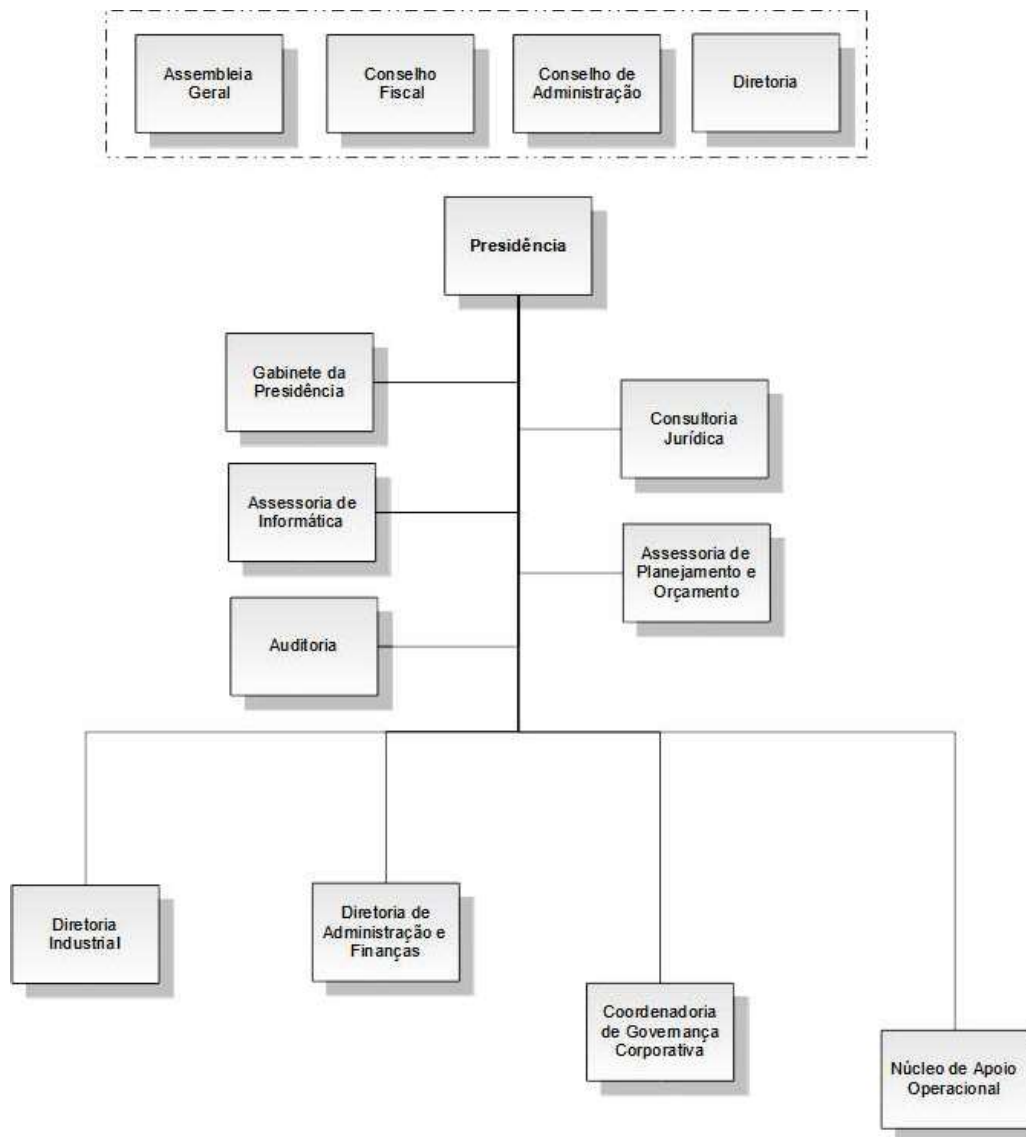 Assembleia
Geral
Conselho
Fiscal
Conselho de
Administração
Diretoria
Presidência
Gabinete da
Presidência
Consultoria
Jurídica
Assessoria de
Informática
Assessoria de
Planejamento e
Orçamento
Auditoria
Diretoria
Industrial
Diretoria de
Administração e
Finanças
Coordenadoria
de Governança
Corporativa
Núcleo de Apoio
Operacional